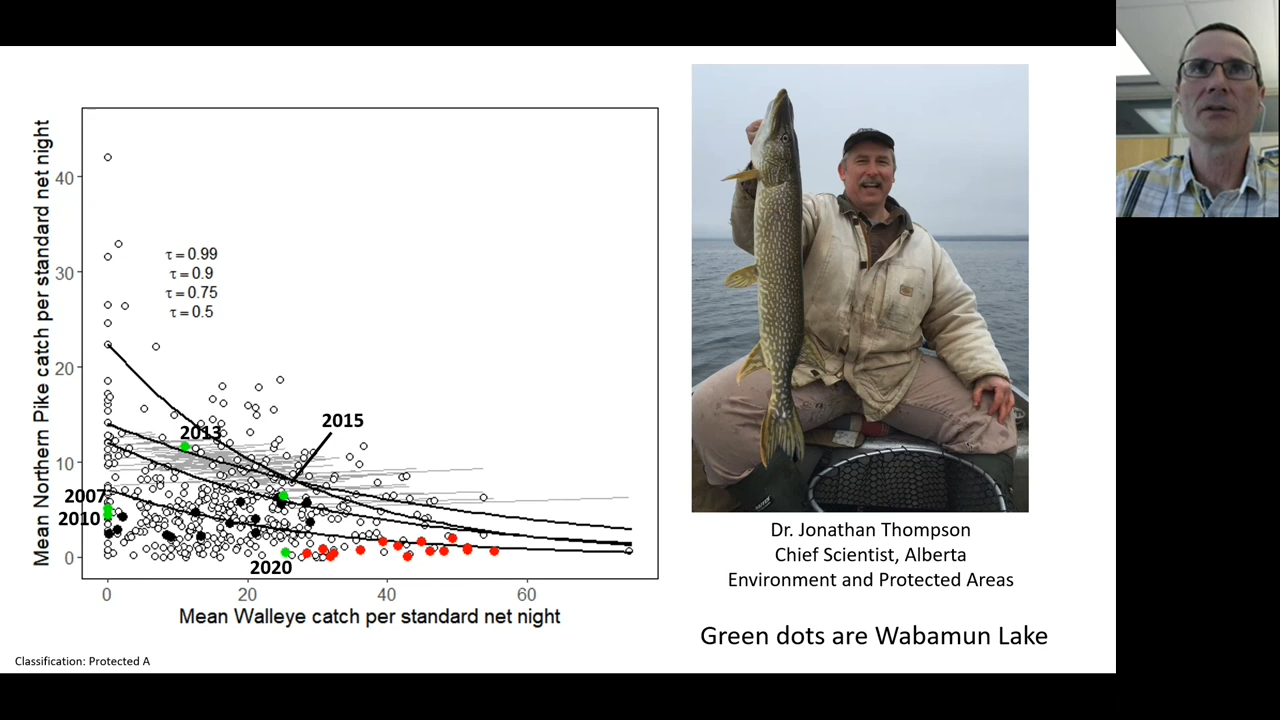 Mean Northern Pike catch per standard net night
40
30
20
10
0
τ = 0.99
τ = 0.9
τ = 0.75
τ = 0.5
2013
2015
2007
2010
2020
0
20
40
60
Mean Walleye catch per standard net night
Classification: Protected A
Dr. Jonathan Thompson
Chief Scientist, Alberta
Environment and Protected Areas
Green dots are Wabamun Lake